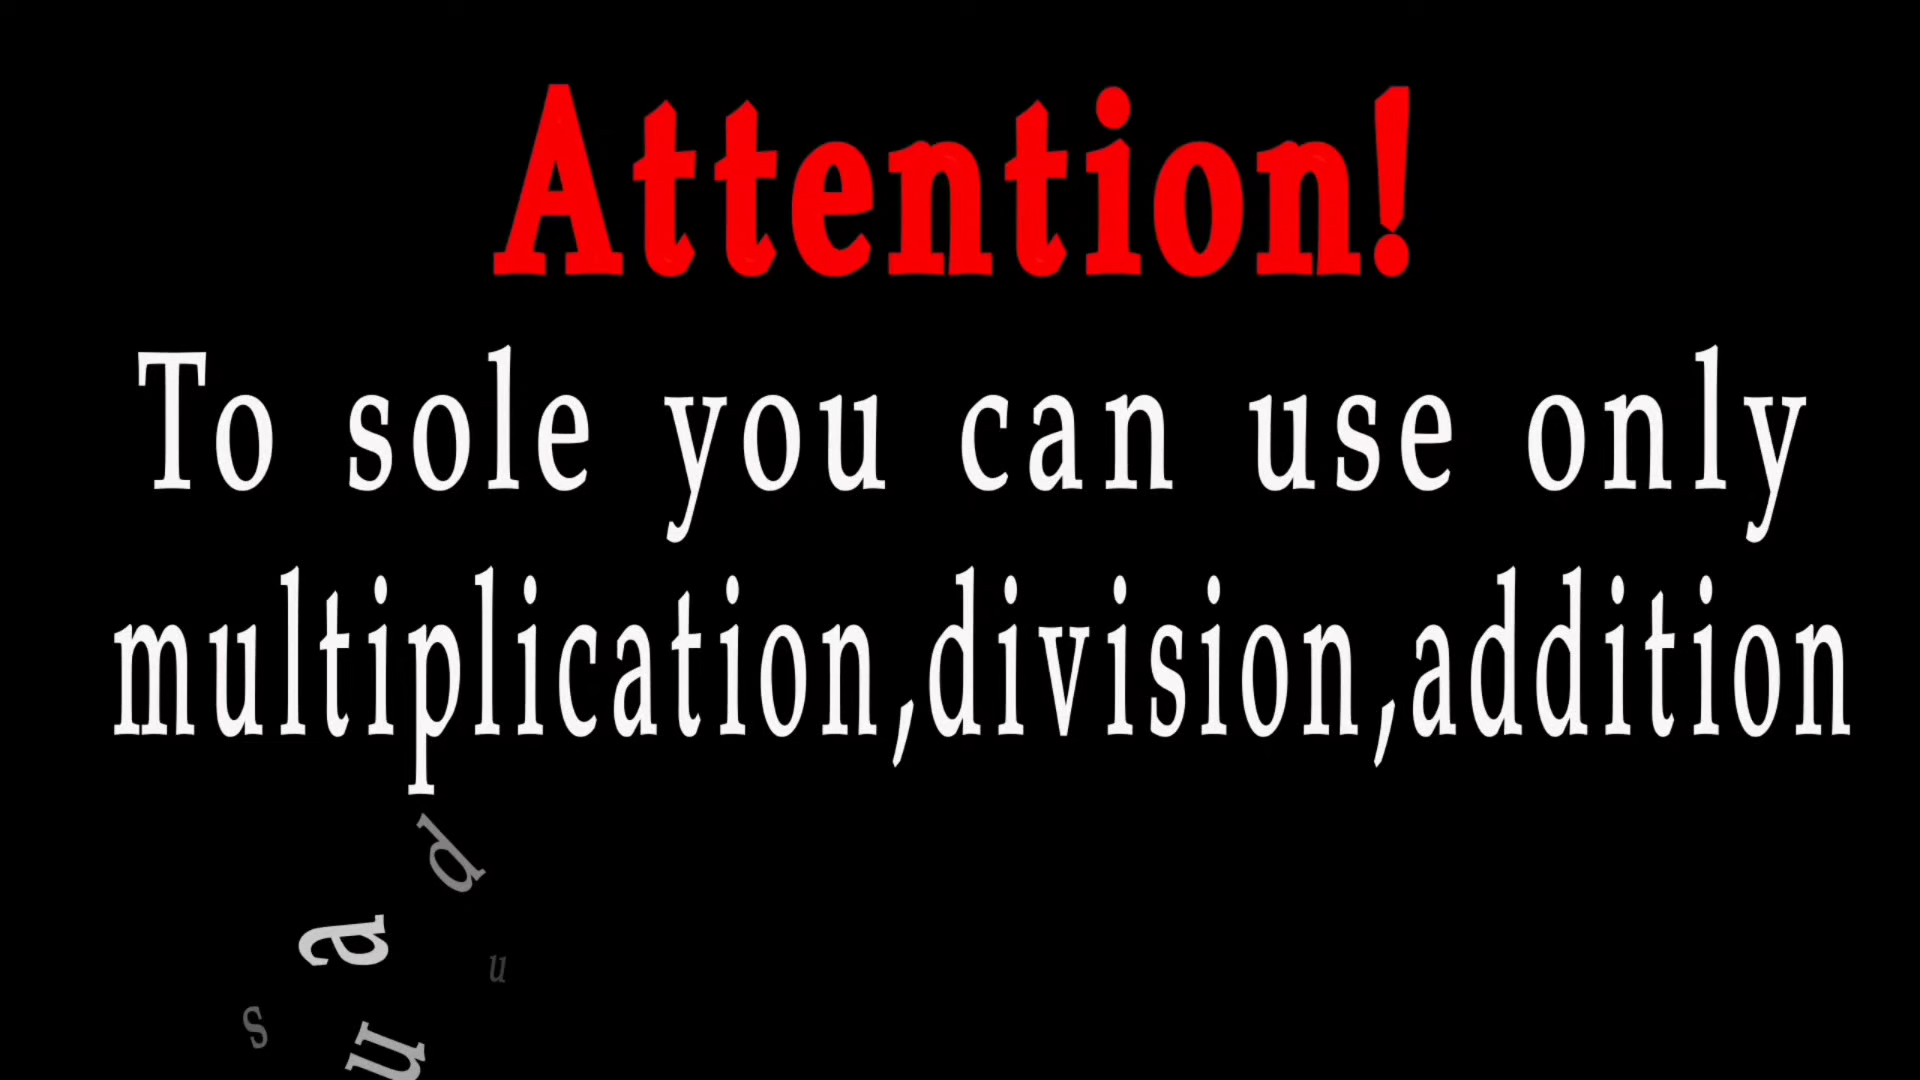 Attention!
To sole you can use only
multiplication,division,addition